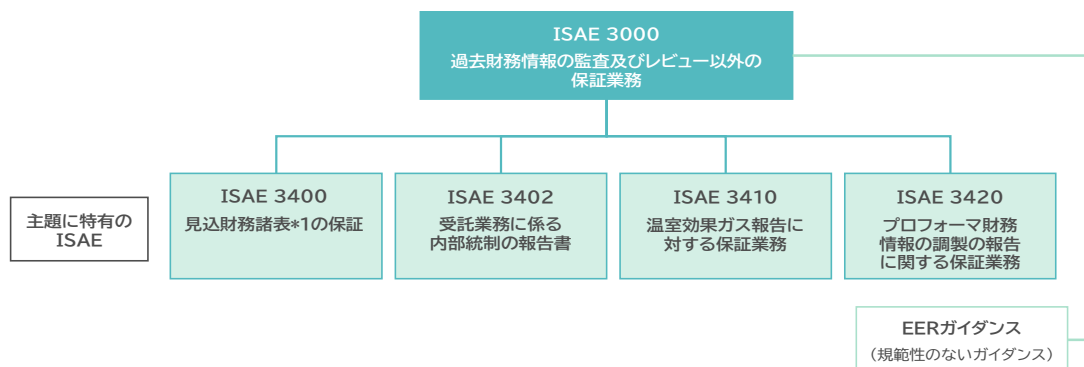 ISAE 3000
過去財務情報の監査及びレビュー以外の
保証業務
主題に特有の
ISAE
ISAE 3400
見込財務諸表*1の保証
ISAE 3402
受託業務に係る
内部統制の報告書
ISAE 3410
温室効果ガス報告に
対する保証業務
ISAE 3420
プロフォーマ財務
情報の調製の報告
に関する保証業務
EERガイダンス
（規範性のないガイダンス）